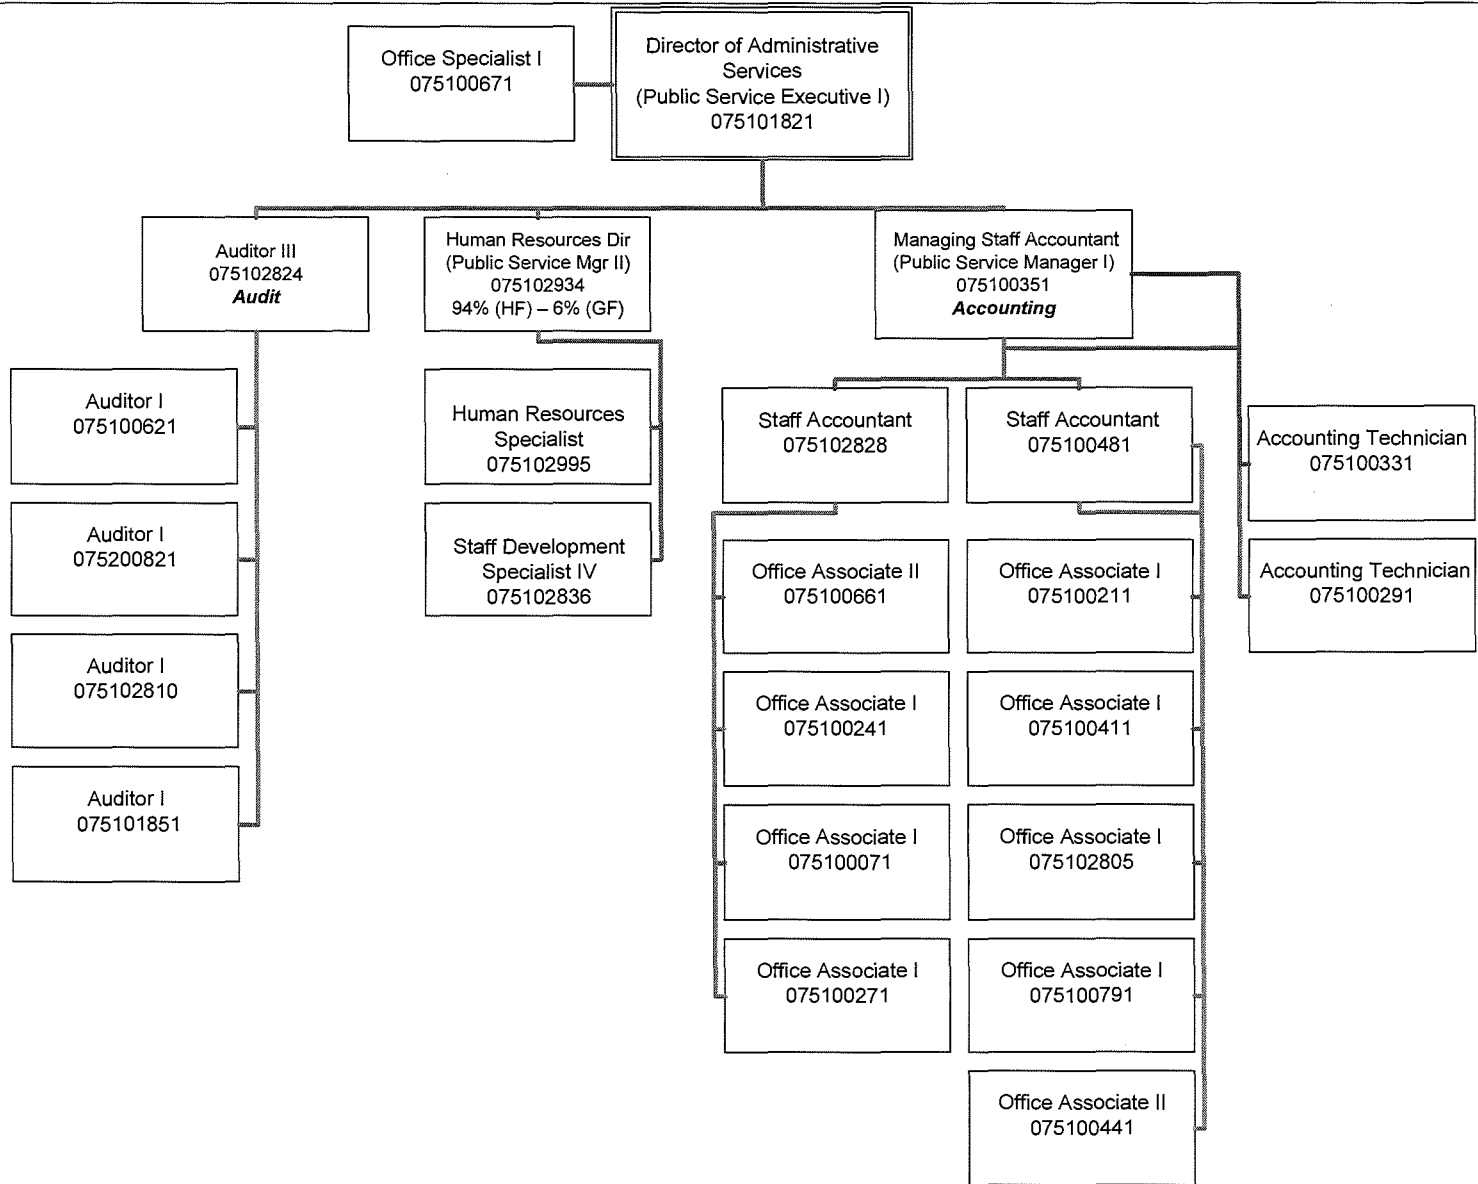 Office Specialist I
075100671
Director of Administrative
Services
(Public Service Executive I)
075101821
Auditor III
075102824
Audit
Human Resources Dir
(Public Service Mgr II)
075102934
94% (HF) – 6% (GF)
Managing Staff Accountant
(Public Service Manager I)
075100351
Accounting
Auditor I
075100621
Auditor I
075200821
Auditor I
075102810
Auditor I
075101851
Human Resources
Specialist
075102995
Staff Development
Specialist IV
075102836
Staff Accountant
075102828
Staff Accountant
075100481
Accounting Technician
075100331
Accounting Technician
075100291
Office Associate II
075100661
Office Associate I
075100241
Office Associate I
075100071
Office Associate I
075100271
Office Associate I
075100211
Office Associate I
075100411
Office Associate I
075102805
Office Associate I
075100791
Office Associate II
075100441